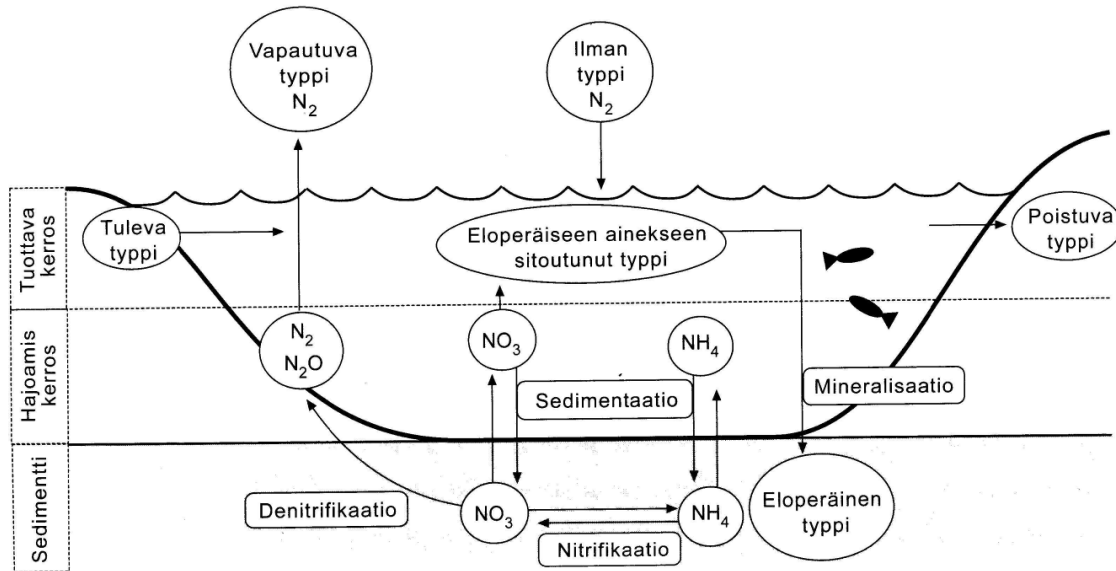 Vapautuva
typpi
N₂
Ilman
typpi
N₂
Tuottava
kerros
Tuleva
typpi
Eloperäiseen ainekseen
sitoutunut typpi
Poistuva
typpi
Hajoamis
kerros
N₂
N₂O
NO₃
NH₄
Sedimentaatio
Mineralisaatio
Sedimentti
Denitrifikaatio
NO₃
NH₄
Nitrifikaatio
Eloperäinen
typpi